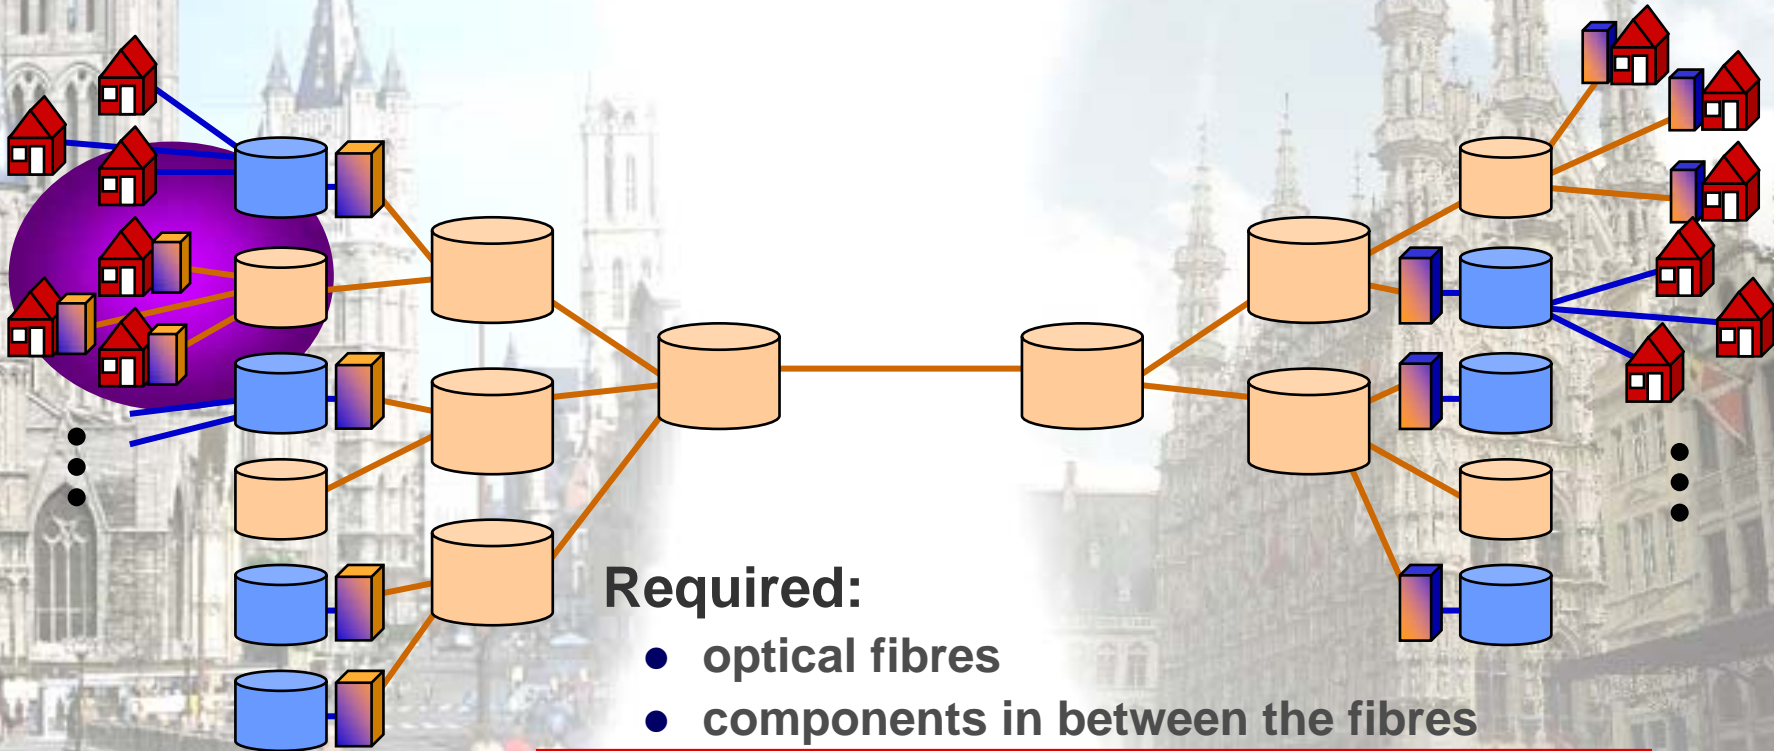 Required:
● optical fibres
● components in between the fibres